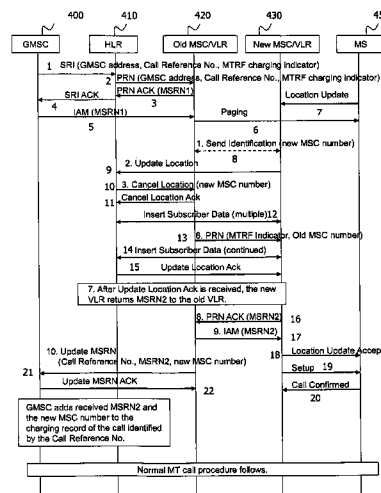 400 410 420 430 45
GMSC HLR Old MSC/VLR New MSC/VLR MS
1 SRI (GMSC address, Call Reference No., MTRF charging indicator)
2 PRN (GMSC address, Call Reference No., MTRF charging indicator)
PRN ACK (MSRN1)
SRI ACK 3 Location Update
4
IAM (MSRN1) Paging 7
5 6
1. Send Identification (new MSC number)
2. Update Location 8
9
10 3. Cancel Location (new MSC number)
11 Cancel Location Ack
Insert Subscriber Data (multiple) 12
13 6. PRN (MTRF Indicator, Old MSC number)
14 Insert Subscriber Data (continued)
15 Update Location Ack
7. After Update Location Ack is received, the new
VLR returns MSRN2 to the old VLR.
8. PRN ACK (MSRN2) 16
9. IAM (MSRN2) 17
10. Update MSRN 18 Location Update Accep
(Call Reference No., MSRN2, new MSC number)
21 Setup 19
Update MSRN ACK 22 Call Confirmed
20
GMSC adds received MSRN2 and
the new MSC number to the
charging record of the call identified
by the Call Reference No.
Normal MT call procedure follows.